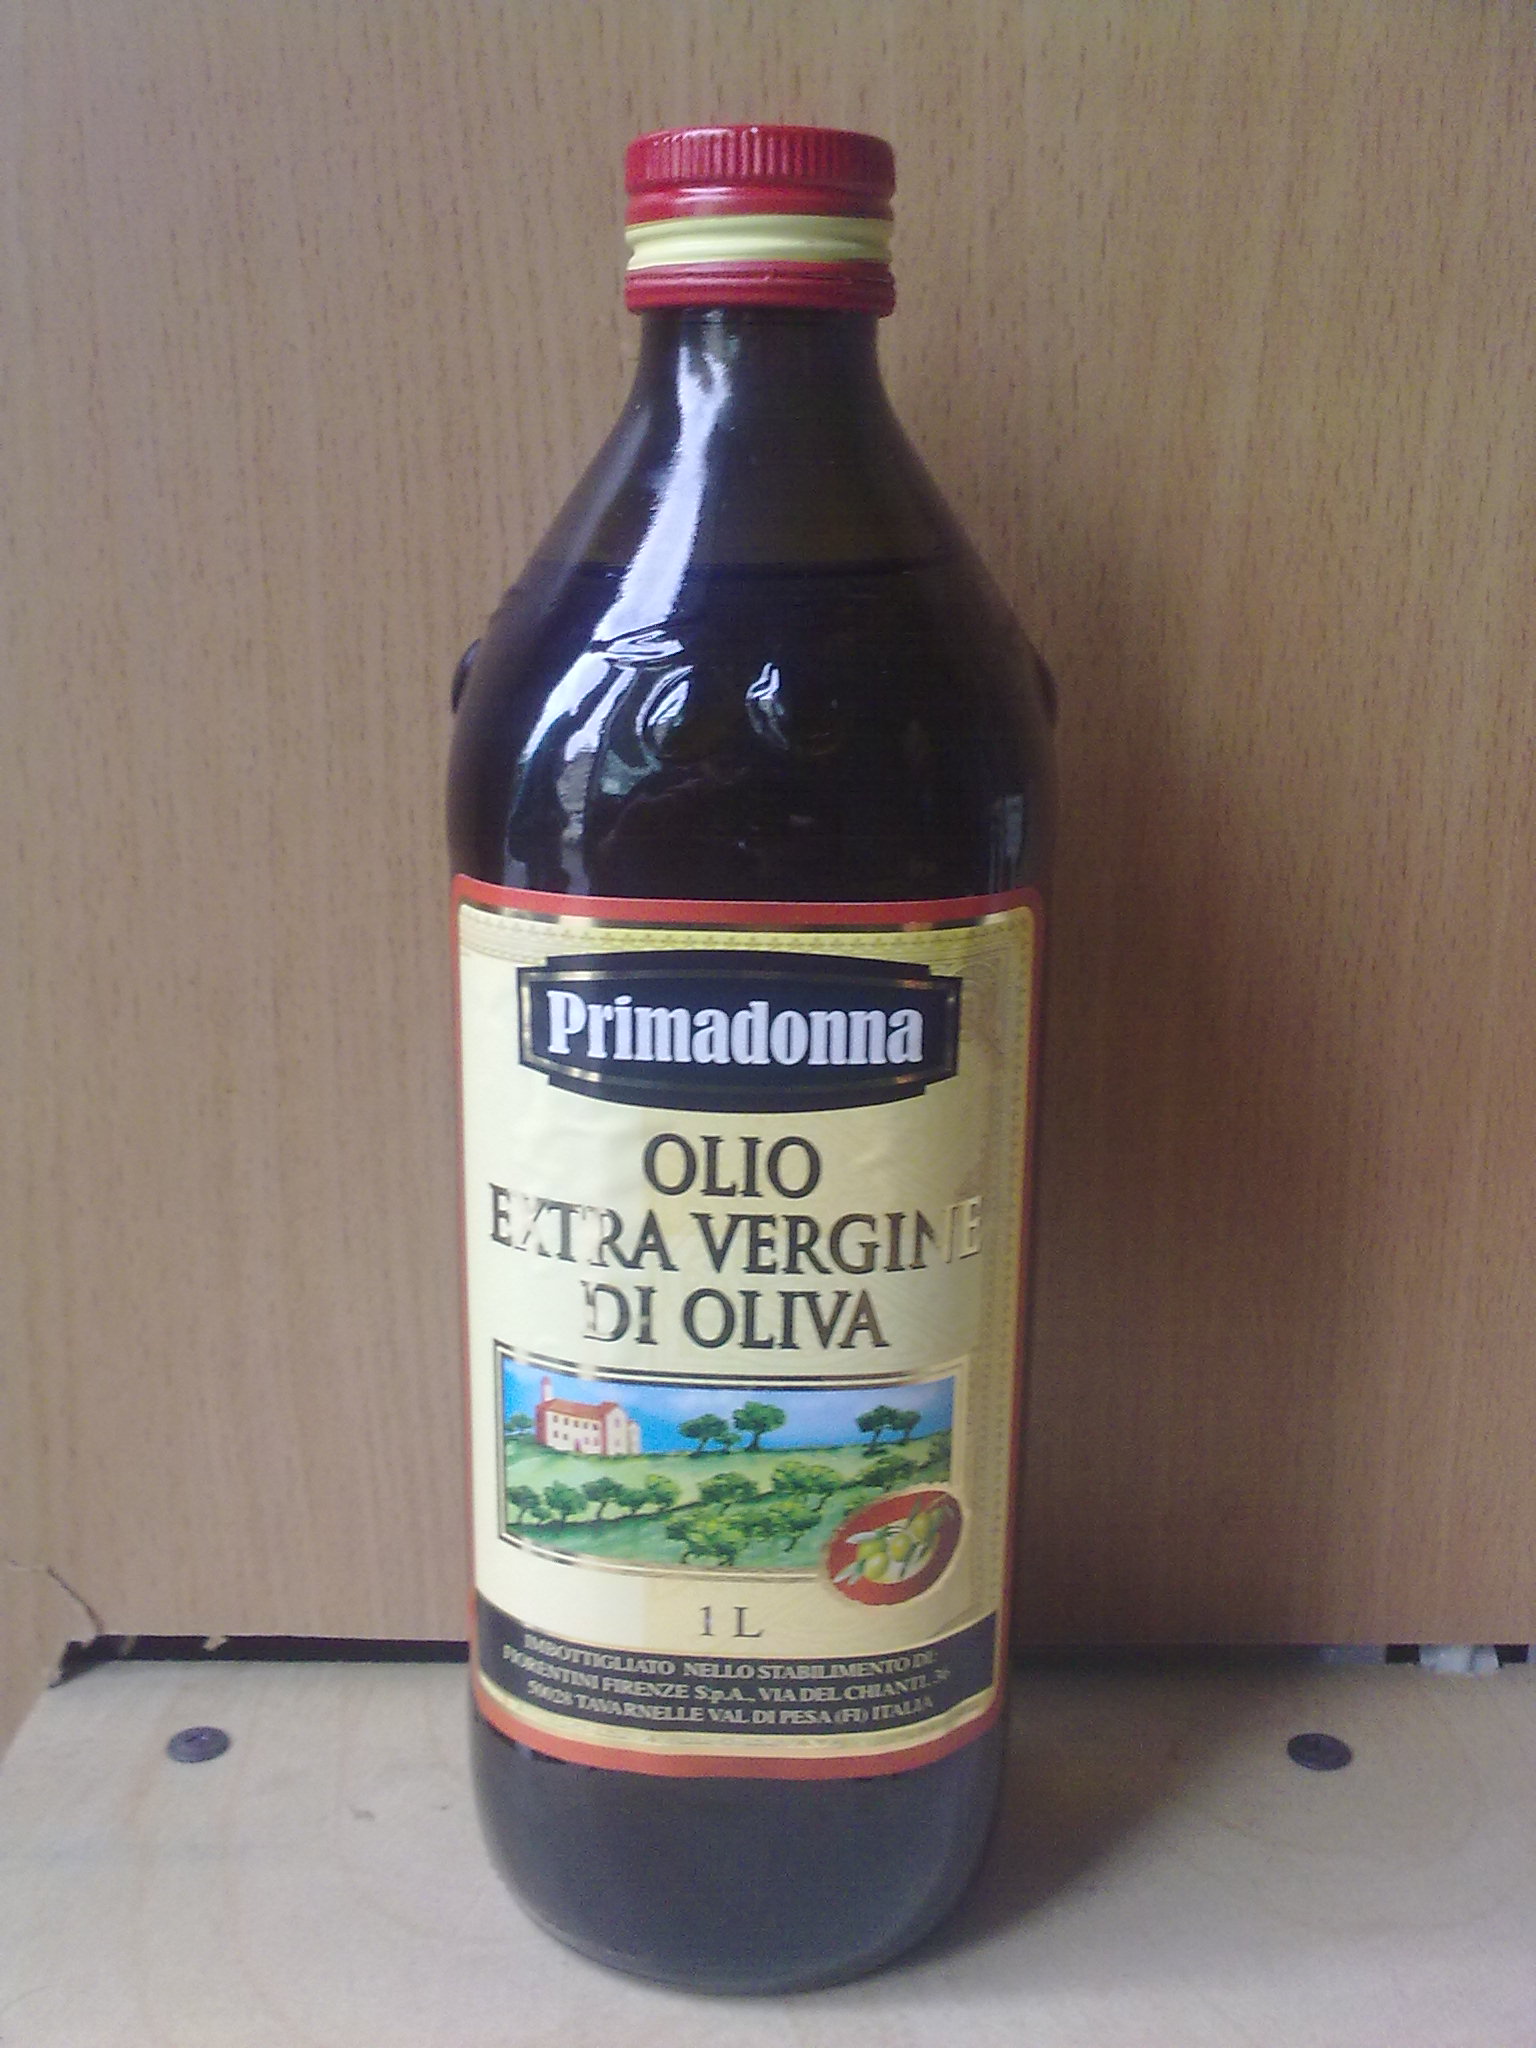 Primadonna
OLIO
EXTRA VERGINE
DI OLIVA
1 L
IMBOTTIGLIATO NELLO STABILIMENTO DI:
FIORENTINI FIRENZE S.p.A., VIA DEL CHIANTI, 36
50028 TAVARNELLE VAL DI PESA (FI) ITALIA